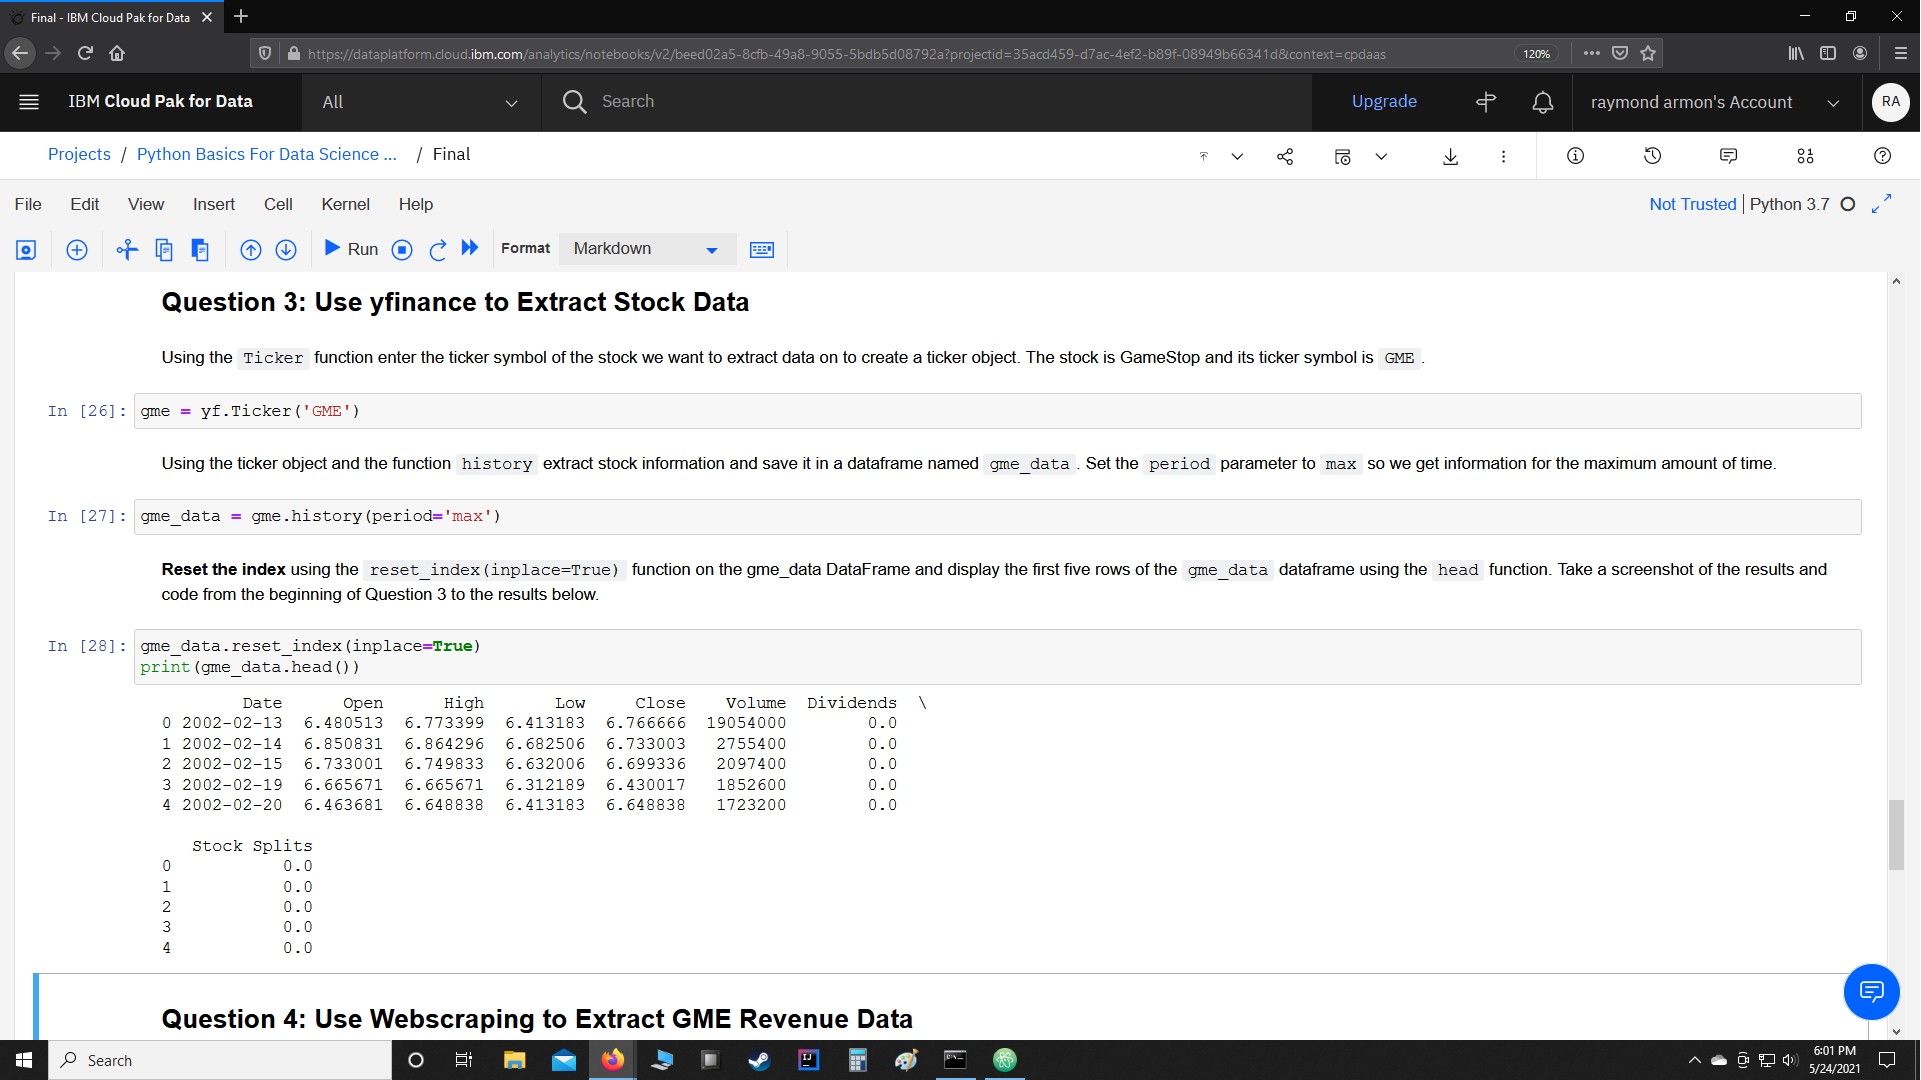 Final - IBM Cloud Pak for Data
https://dataplatform.cloud.ibm.com/analytics/notebooks/v2/beed02a5-8cfb-49a8-9055-5bdb5d08792a?projectid=35acd459-d7ac-4ef2-b89f-08949b66341d&context=cpdaas
120%
IBM Cloud Pak for Data
All
Search
Upgrade
raymond armon's Account
RA
Projects / Python Basics For Data Science ... / Final
File Edit View Insert Cell Kernel Help
Not Trusted | Python 3.7
Run
Format
Markdown
Question 3: Use yfinance to Extract Stock Data
Using the Ticker function enter the ticker symbol of the stock we want to extract data on to create a ticker object. The stock is GameStop and its ticker symbol is GME .
In [26]: gme = yf.Ticker('GME')
Using the ticker object and the function history extract stock information and save it in a dataframe named gme_data . Set the period parameter to max so we get information for the maximum amount of time.
In [27]: gme_data = gme.history(period='max')
Reset the index using the reset_index(inplace=True) function on the gme_data DataFrame and display the first five rows of the gme_data dataframe using the head function. Take a screenshot of the results and
code from the beginning of Question 3 to the results below.
In [28]: gme_data.reset_index(inplace=True)
print(gme_data.head())
Date Open High Low Close Volume Dividends \
0 2002-02-13 6.480513 6.773399 6.413183 6.766666 19054000 0.0
1 2002-02-14 6.850831 6.864296 6.682506 6.733003 2755400 0.0
2 2002-02-15 6.733001 6.749833 6.632006 6.699336 2097400 0.0
3 2002-02-19 6.665671 6.665671 6.312189 6.430017 1852600 0.0
4 2002-02-20 6.463681 6.648838 6.413183 6.648838 1723200 0.0
Stock Splits
0 0.0
1 0.0
2 0.0
3 0.0
4 0.0
Question 4: Use Webscraping to Extract GME Revenue Data
Search
6:01 PM
5/24/2021